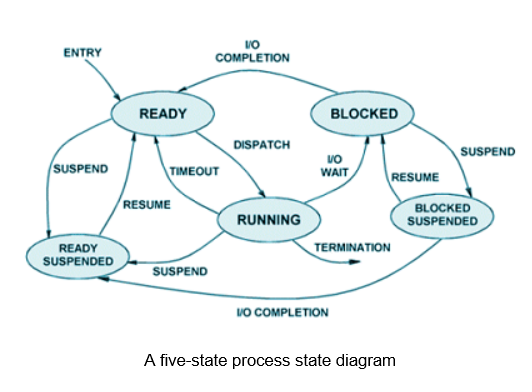 I/O
COMPLETION
ENTRY
READY
BLOCKED
DISPATCH
SUSPEND
TIMEOUT
I/O
WAIT
SUSPEND
RESUME
RESUME
RUNNING
BLOCKED
SUSPENDED
READY
SUSPENDED
TERMINATION
SUSPEND
I/O COMPLETION
A five-state process state diagram